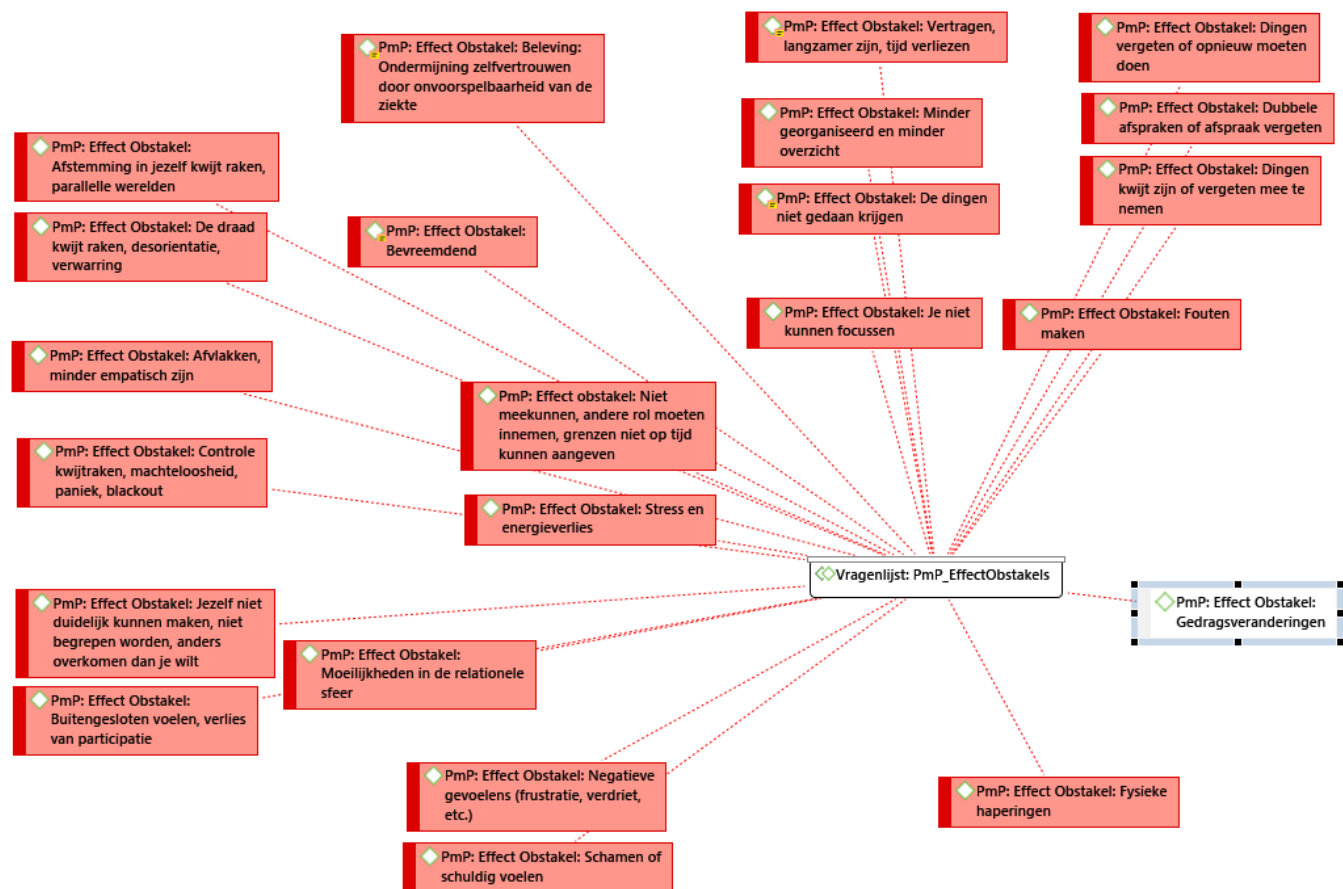 PmP: Effect Obstakel: Vertragen,
langzamer zijn, tijd verliezen
PmP: Effect Obstakel: Dingen
vergeten of opnieuw moeten
doen
PmP: Effect Obstakel: Beleving:
Ondermijning zelfvertrouwen
door onvoorspelbaarheid van de
ziekte
PmP: Effect Obstakel: Minder
georganiseerd en minder
overzicht
PmP: Effect Obstakel: Dubbele
afspraken of afspraak vergeten
PmP: Effect Obstakel:
Afstemming in jezelf kwijt raken,
parallelle werelden
PmP: Effect Obstakel: Dingen
kwijt zijn of vergeten mee te
nemen
PmP: Effect Obstakel: De dingen
niet gedaan krijgen
PmP: Effect Obstakel: De draad
kwijt raken, desorientatie,
verwarring
PmP: Effect Obstakel:
Bevreemdend
PmP: Effect Obstakel: Je niet
kunnen focussen
PmP: Effect Obstakel: Fouten
maken
PmP: Effect Obstakel: Afvlakken,
minder empatisch zijn
PmP: Effect obstakel: Niet
meekunnen, andere rol moeten
innemen, grenzen niet op tijd
kunnen aangeven
PmP: Effect Obstakel: Controle
kwijtraken, machteloosheid,
paniek, blackout
PmP: Effect Obstakel: Stress en
energieverlies
Vragenlijst: PmP_EffectObstakels
PmP: Effect Obstakel:
Gedragsveranderingen
PmP: Effect Obstakel: Jezelf niet
duidelijk kunnen maken, niet
begrepen worden, anders
overkomen dan je wilt
PmP: Effect Obstakel:
Moeilijkheden in de relationele
sfeer
PmP: Effect Obstakel:
Buitengesloten voelen, verlies
van participatie
PmP: Effect Obstakel: Negatieve
gevoelens (frustratie, verdriet,
etc.)
PmP: Effect Obstakel: Fysieke
haperingen
PmP: Effect Obstakel: Schamen of
schuldig voelen